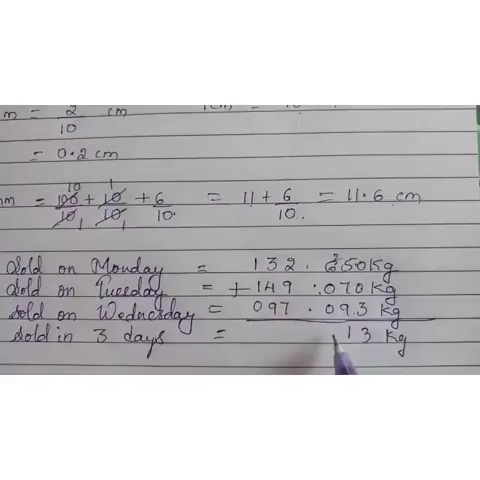 m = 2/10 cm
= 0.2 cm
mm = 100/10 + 10/10 + 6/10 = 11 + 6/10 = 11.6 cm
Sold on Monday = 132.650 Kg
Sold on Tuesday = + 149.070 Kg
Sold on Wednesday = 097.093 Kg
Sold in 3 days = 13 Kg